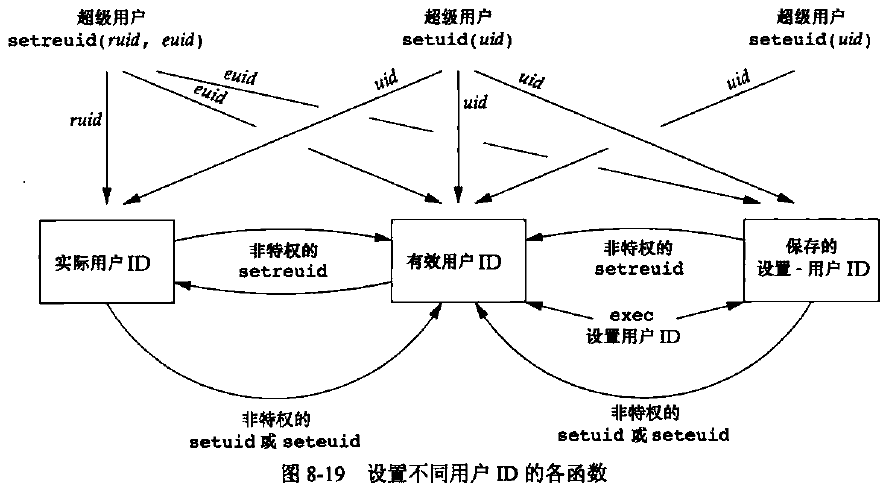 超级用户
setreuid(ruid, euid)
超级用户
setuid(uid)
超级用户
seteuid(uid)
ruid
euid
euid
uid
uid
uid
uid
实际用户 ID
非特权的
setreuid
有效用户 ID
非特权的
setreuid
保存的
设置 - 用户 ID
exec
设置用户 ID
非特权的
setuid 或 seteuid
非特权的
setuid 或 seteuid
图 8-19 设置不同用户 ID 的各函数